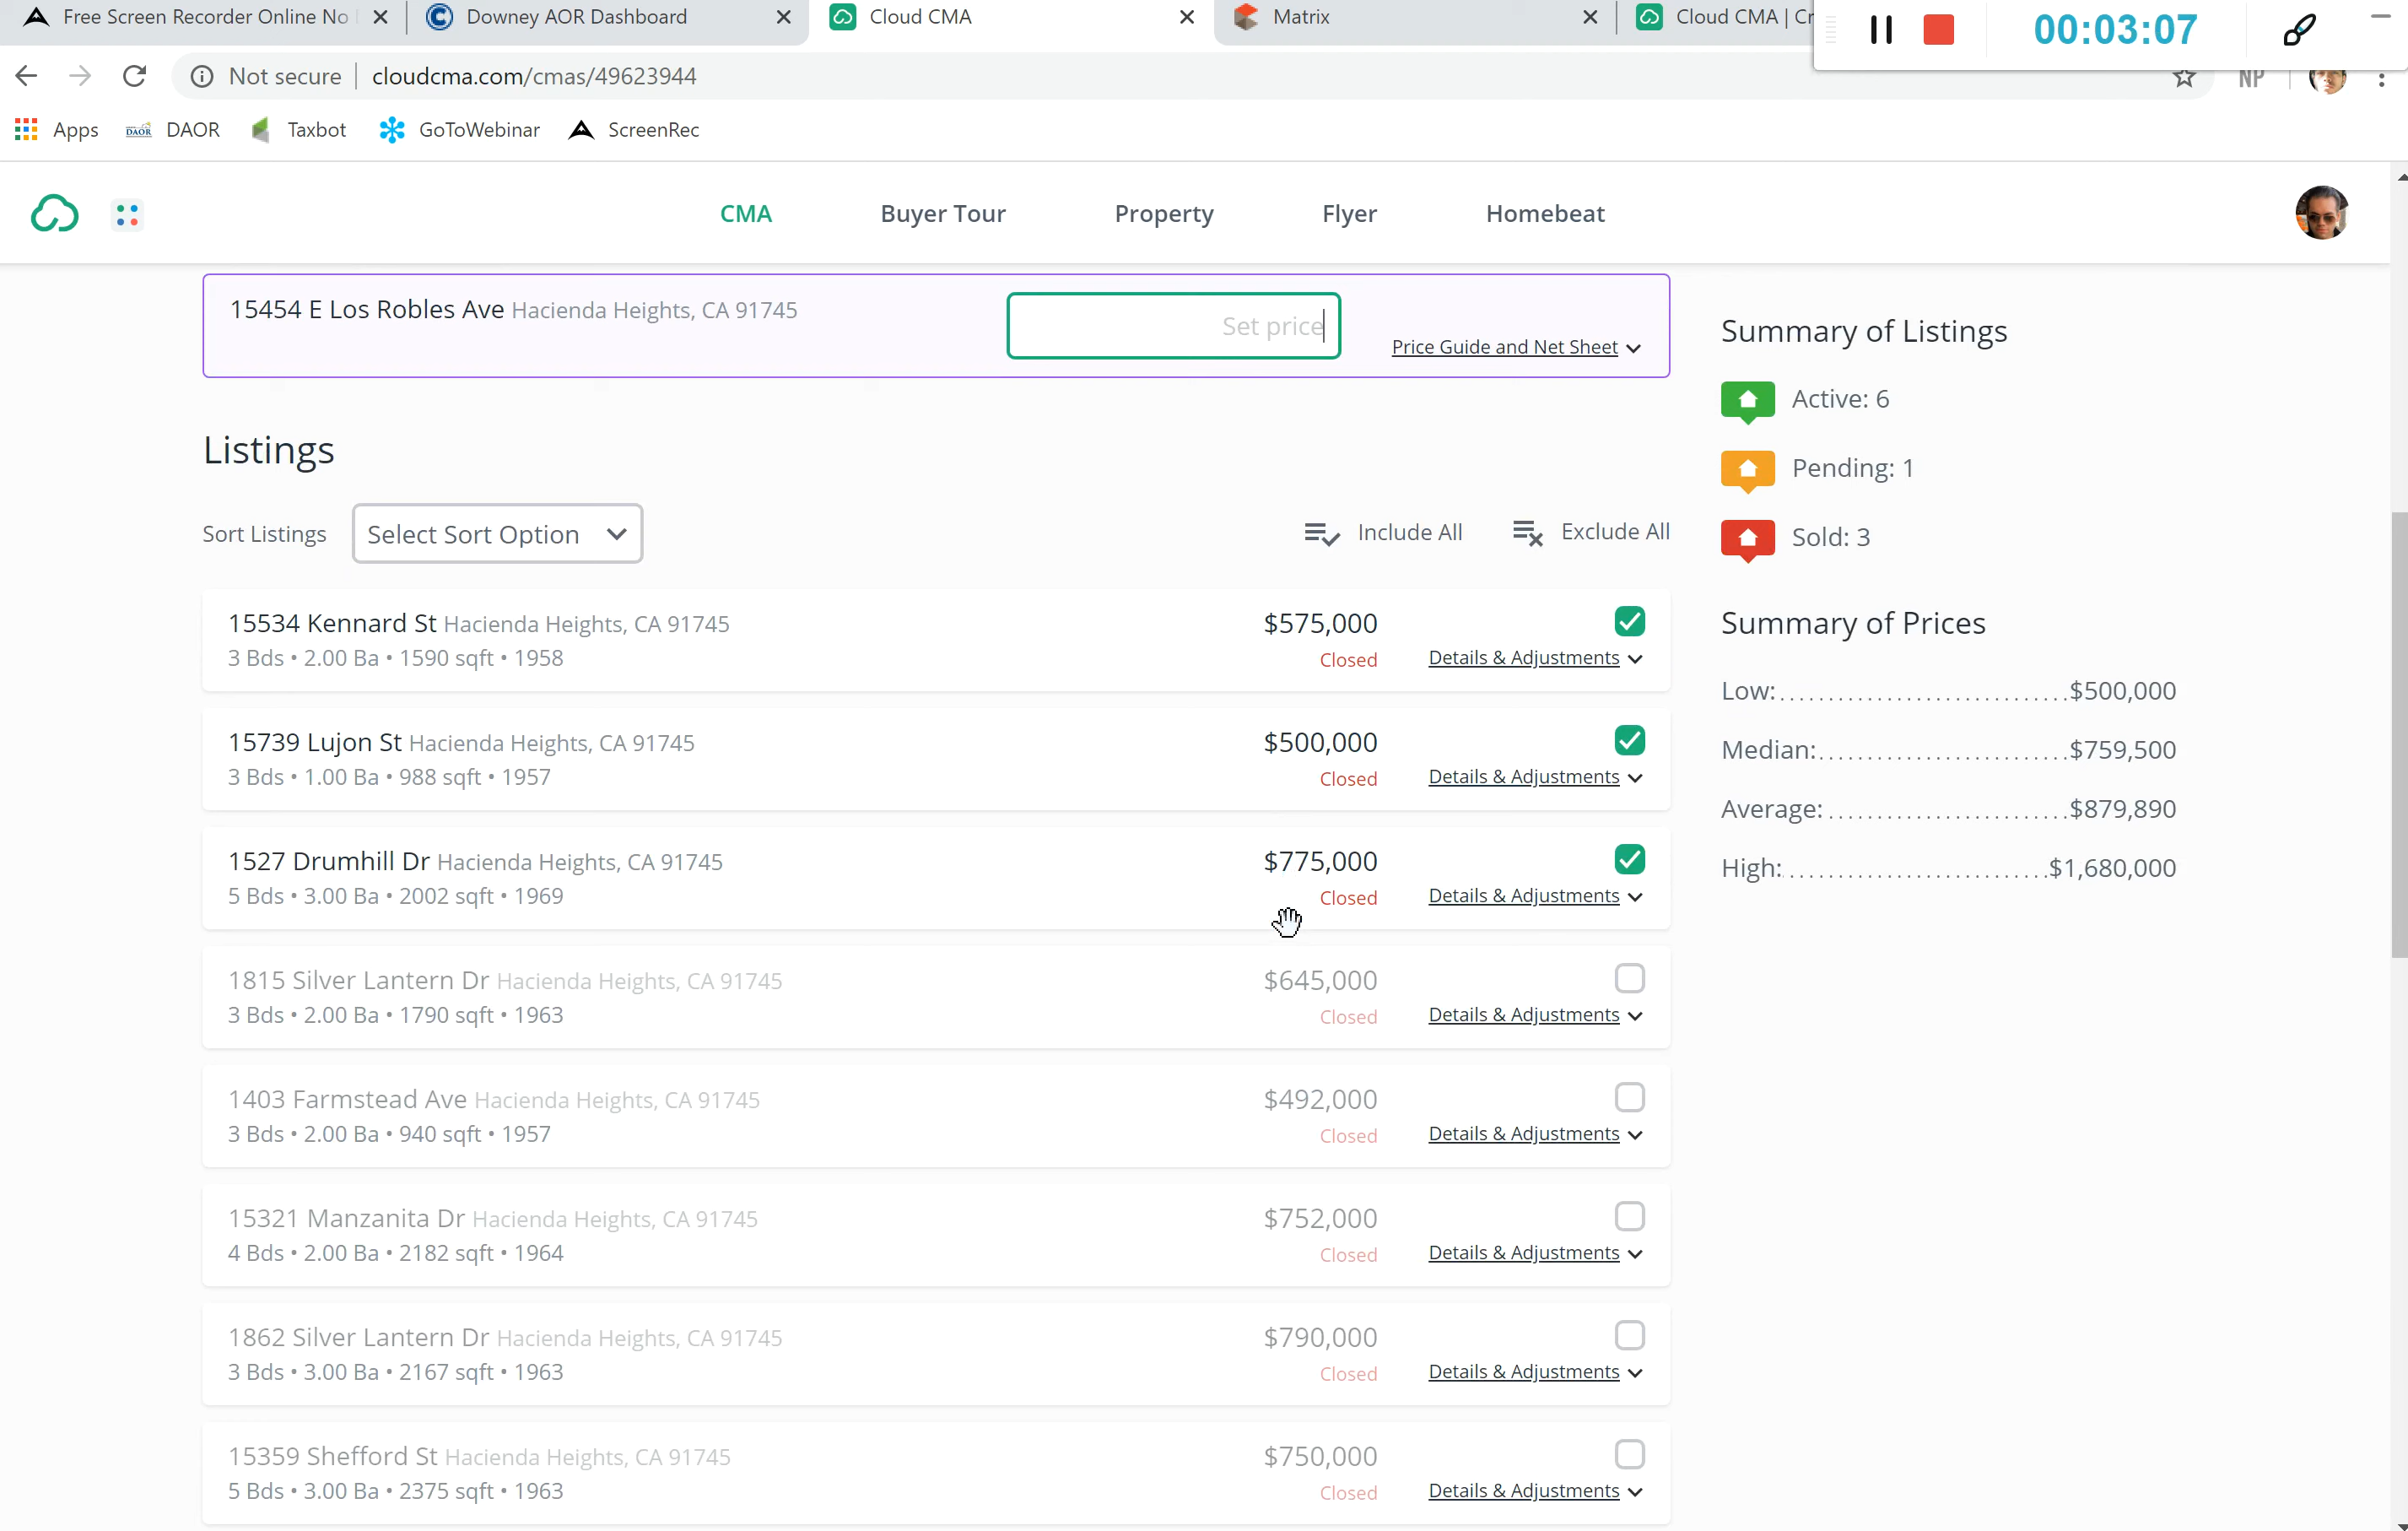 Free Screen Recorder Online No
Downey AOR Dashboard
Cloud CMA
Matrix
Cloud CMA | Cr
00:03:07
Not secure
cloudcma.com/cmas/49623944
NP
Apps
DAOR
DAOR
Taxbot
GoToWebinar
ScreenRec
CMA
Buyer Tour
Property
Flyer
Homebeat
15454 E Los Robles Ave Hacienda Heights, CA 91745
Set price
Price Guide and Net Sheet
Listings
Sort Listings
Select Sort Option
Include All
Exclude All
15534 Kennard St Hacienda Heights, CA 91745
$575,000
3 Bds • 2.00 Ba • 1590 sqft • 1958
Closed
Details & Adjustments
15739 Lujon St Hacienda Heights, CA 91745
$500,000
3 Bds • 1.00 Ba • 988 sqft • 1957
Closed
Details & Adjustments
1527 Drumhill Dr Hacienda Heights, CA 91745
$775,000
5 Bds • 3.00 Ba • 2002 sqft • 1969
Closed
Details & Adjustments
1815 Silver Lantern Dr Hacienda Heights, CA 91745
$645,000
3 Bds • 2.00 Ba • 1790 sqft • 1963
Closed
Details & Adjustments
1403 Farmstead Ave Hacienda Heights, CA 91745
$492,000
3 Bds • 2.00 Ba • 940 sqft • 1957
Closed
Details & Adjustments
15321 Manzanita Dr Hacienda Heights, CA 91745
$752,000
4 Bds • 2.00 Ba • 2182 sqft • 1964
Closed
Details & Adjustments
1862 Silver Lantern Dr Hacienda Heights, CA 91745
$790,000
3 Bds • 3.00 Ba • 2167 sqft • 1963
Closed
Details & Adjustments
15359 Shefford St Hacienda Heights, CA 91745
$750,000
5 Bds • 3.00 Ba • 2375 sqft • 1963
Closed
Details & Adjustments
Summary of Listings
Active: 6
Pending: 1
Sold: 3
Summary of Prices
Low:..............................$500,000
Median:..........................$759,500
Average:.........................$879,890
High:...........................$1,680,000